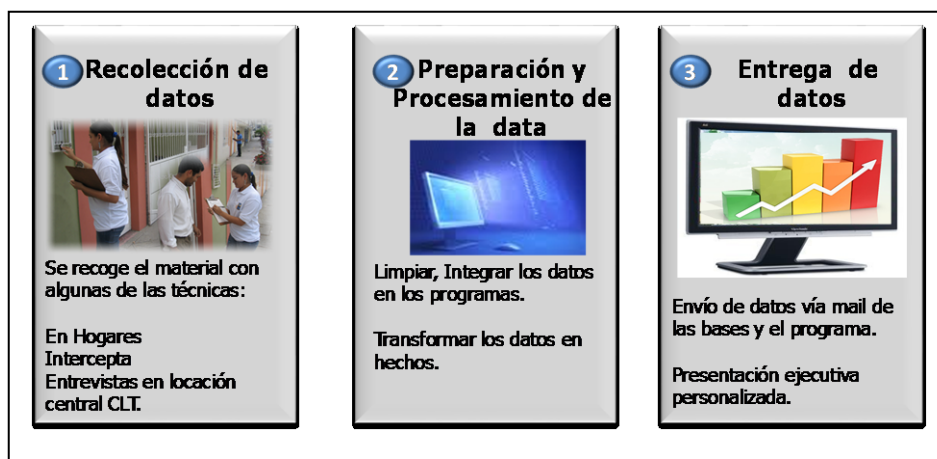 1 Recolección de
datos
Se recoge el material con
algunas de las técnicas:
En Hogares
Intercepta
Entrevistas en locación
central CLT.
2 Preparación y
Procesamiento de
la data
Limpiar, Integrar los datos
en los programas.
Transformar los datos en
hechos.
3 Entrega de
datos
Envío de datos vía mail de
las bases y el programa.
Presentación ejecutiva
personalizada.